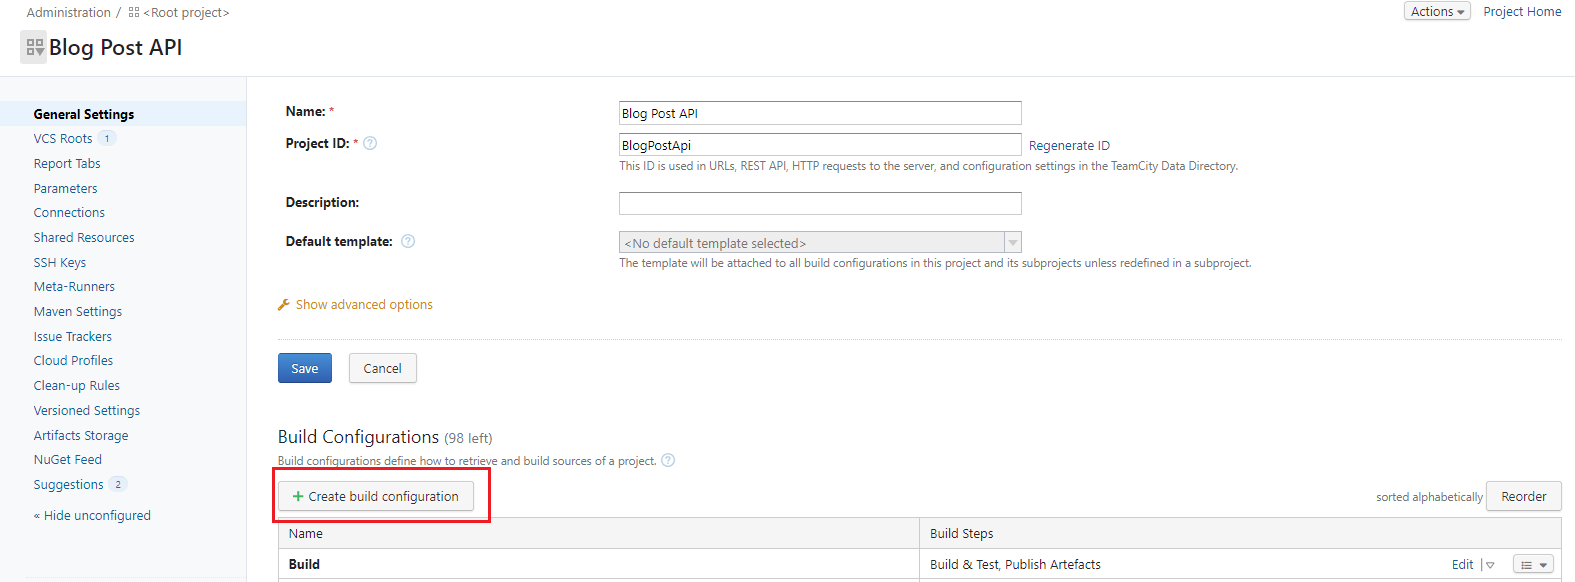 Administration / <Root project>
Actions Project Home
Blog Post API
General Settings
VCS Roots 1
Report Tabs
Parameters
Connections
Shared Resources
SSH Keys
Meta-Runners
Maven Settings
Issue Trackers
Cloud Profiles
Clean-up Rules
Versioned Settings
Artifacts Storage
NuGet Feed
Suggestions 2
« Hide unconfigured
Name: * Blog Post API
Project ID: * ? BlogPostApi Regenerate ID
This ID is used in URLs, REST API, HTTP requests to the server, and configuration settings in the TeamCity Data Directory.
Description:
Default template: ? <No default template selected>
The template will be attached to all build configurations in this project and its subprojects unless redefined in a subproject.
Show advanced options
Save Cancel
Build Configurations (98 left)
Build configurations define how to retrieve and build sources of a project. ?
+ Create build configuration
sorted alphabetically Reorder
Name Build Steps
Build Build & Test, Publish Artefacts Edit